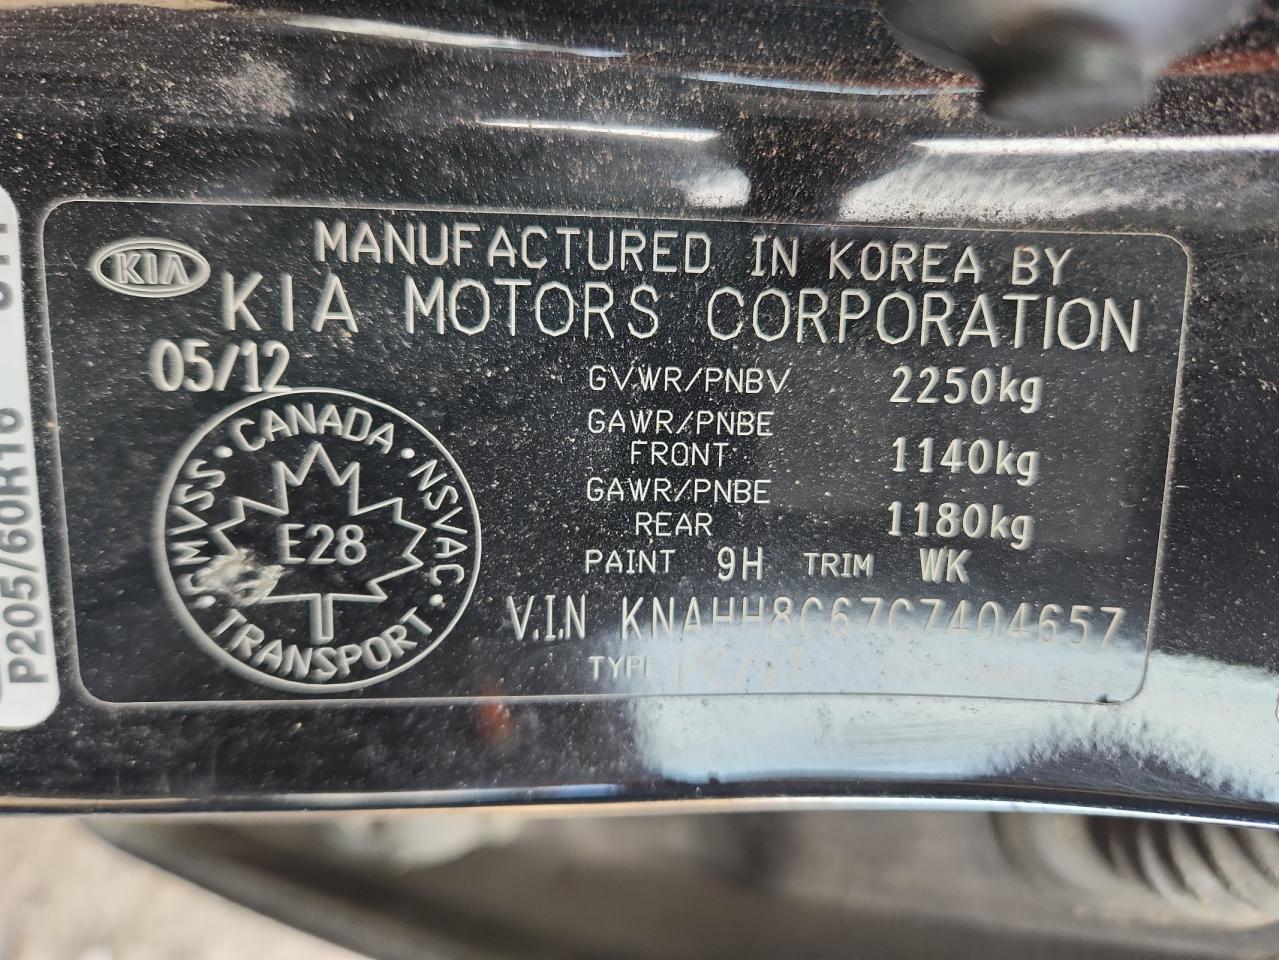 KIA
MANUFACTURED IN KOREA BY
KIA MOTORS CORPORATION
05/12
GVWR/PNBV 2250kg
GAWR/PNBE
FRONT 1140kg
GAWR/PNBE
REAR 1180kg
PAINT 9H TRIM WK
V.I.N KNAHH8C67C7404657
TYPE
CANADA · NSVAC · TRANSPORT · SMVSS ·
E28
P205/60R16